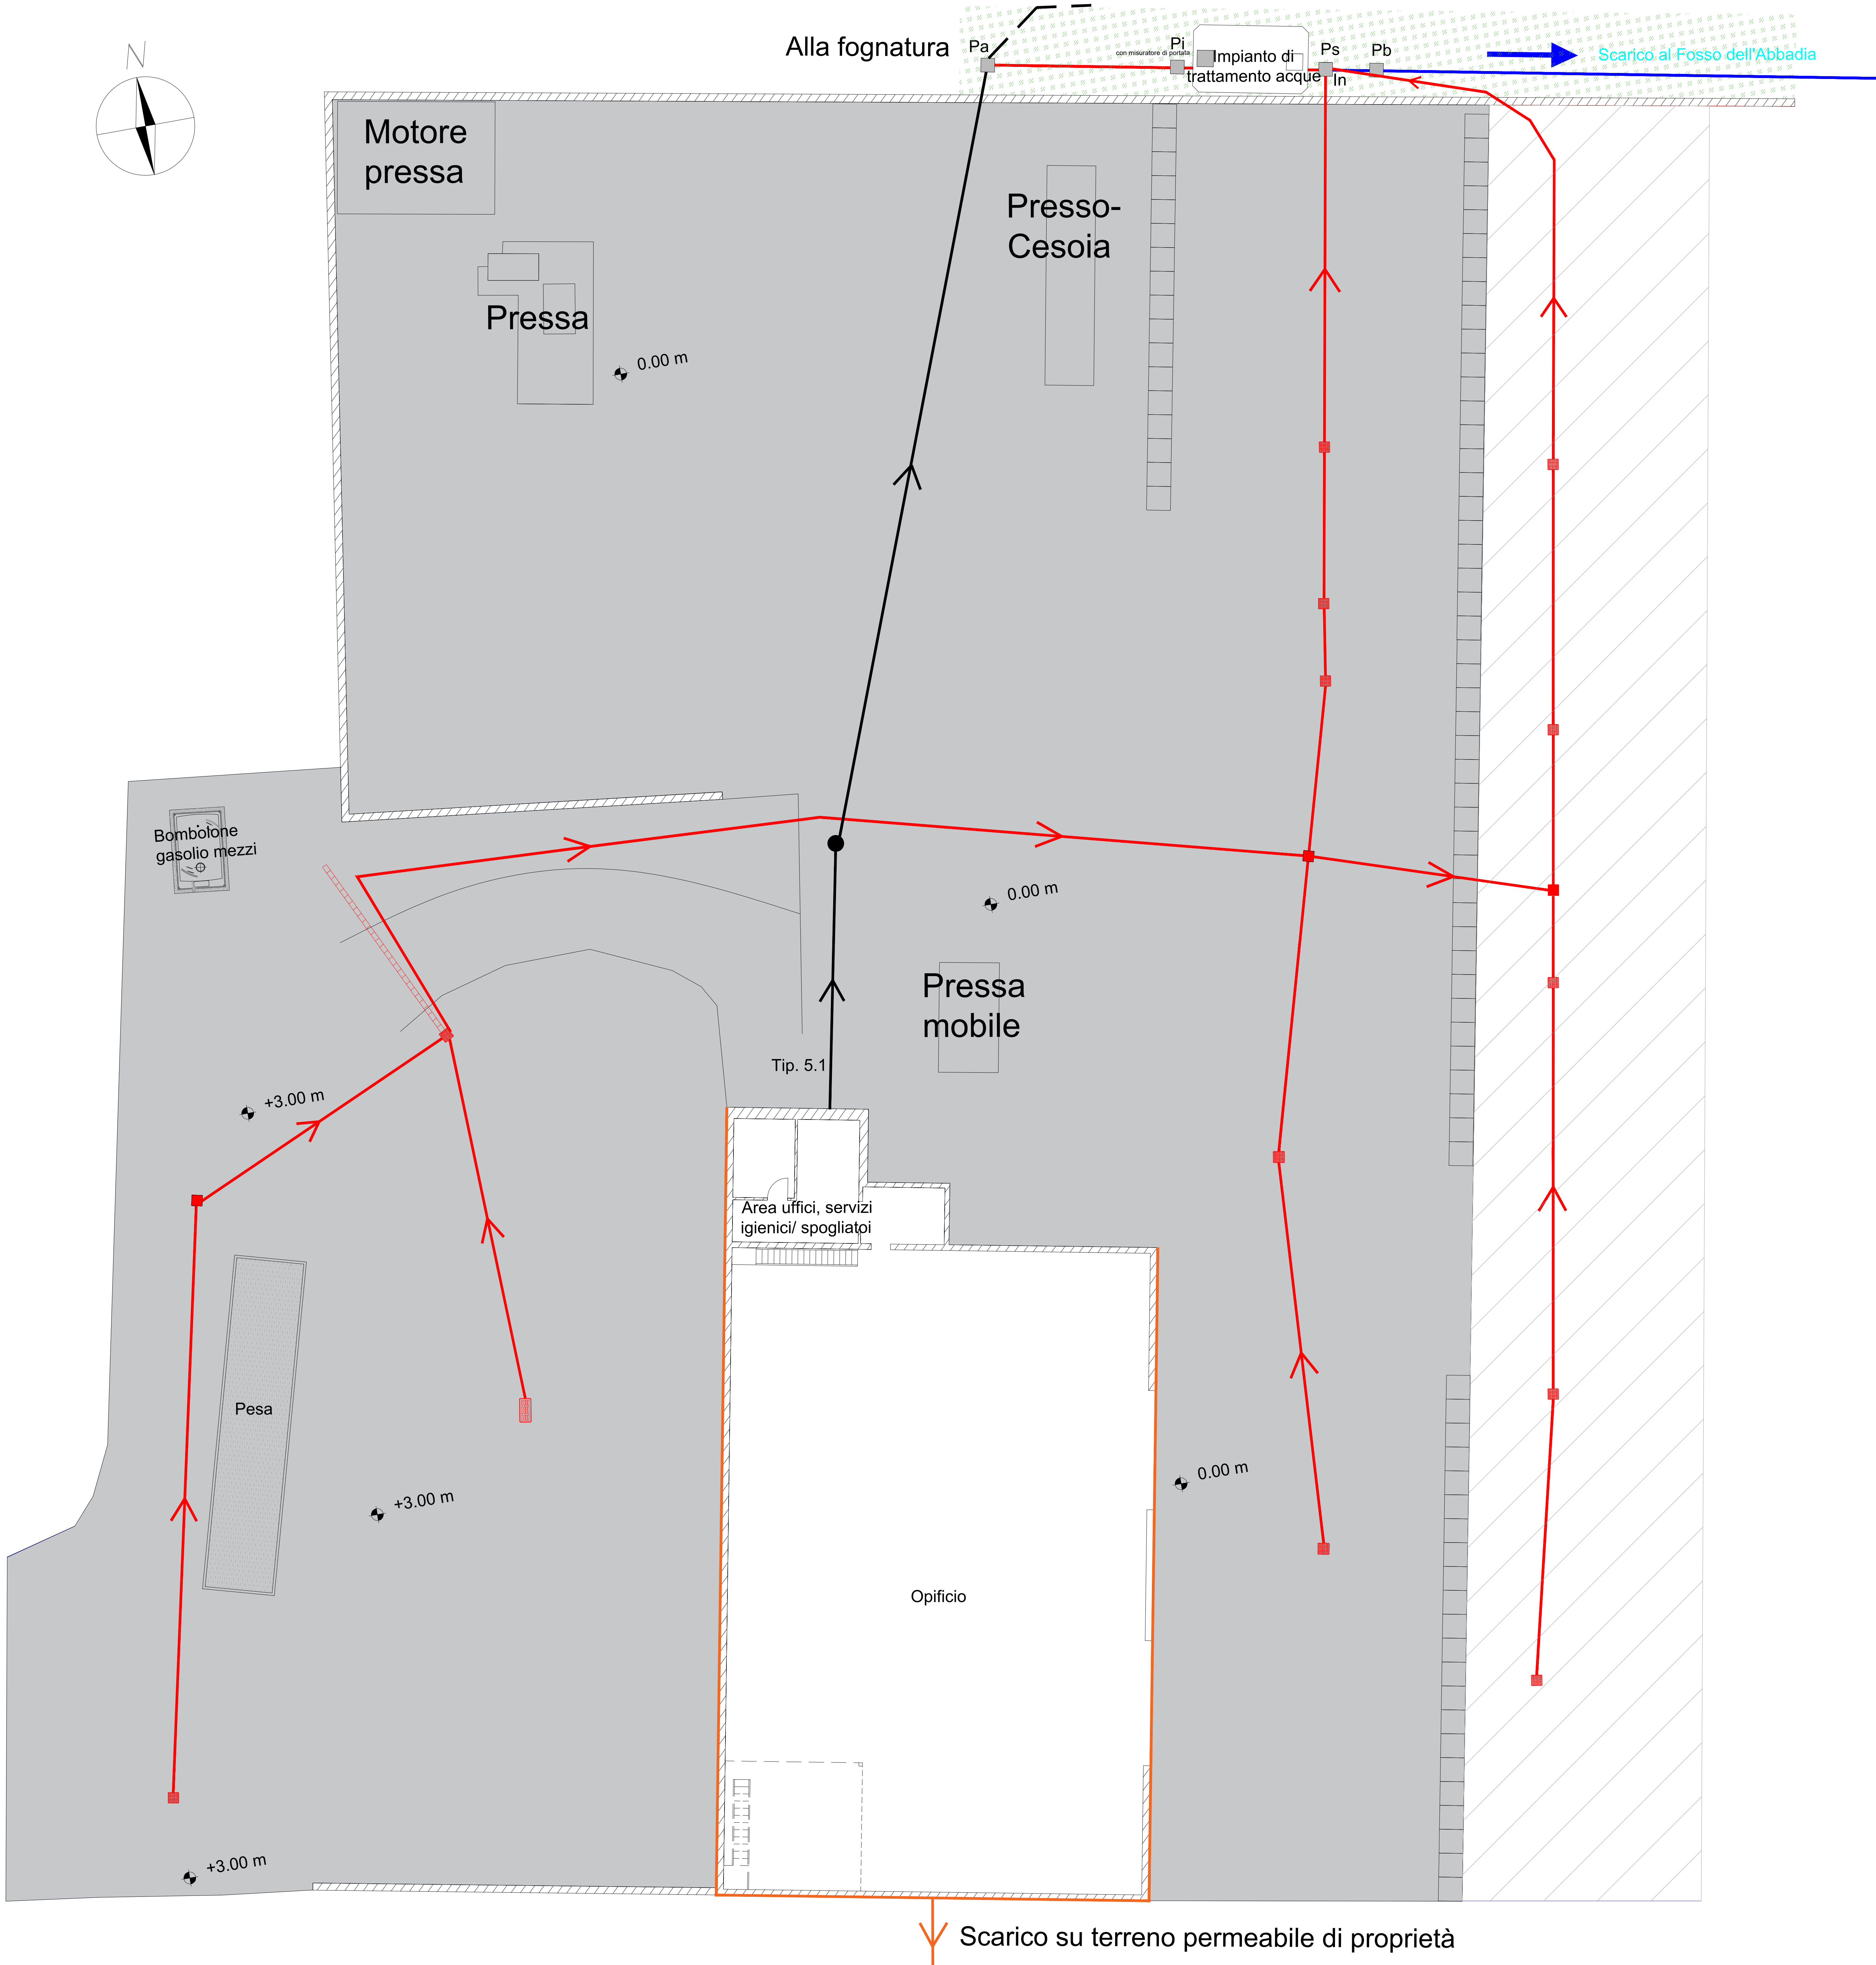 N
Alla fognatura
Pa
Pi
con misuratore di portata
Impianto di
trattamento acque
Ps
In
Pb
Scarico al Fosso dell'Abbadia
Motore
pressa
Presso-
Cesoia
Pressa
0.00 m
Bombolone
gasolio mezzi
0.00 m
Pressa
mobile
Tip. 5.1
+3.00 m
Area uffici, servizi
igienici/ spogliatoi
Pesa
+3.00 m
0.00 m
Opificio
+3.00 m
Scarico su terreno permeabile di proprietà